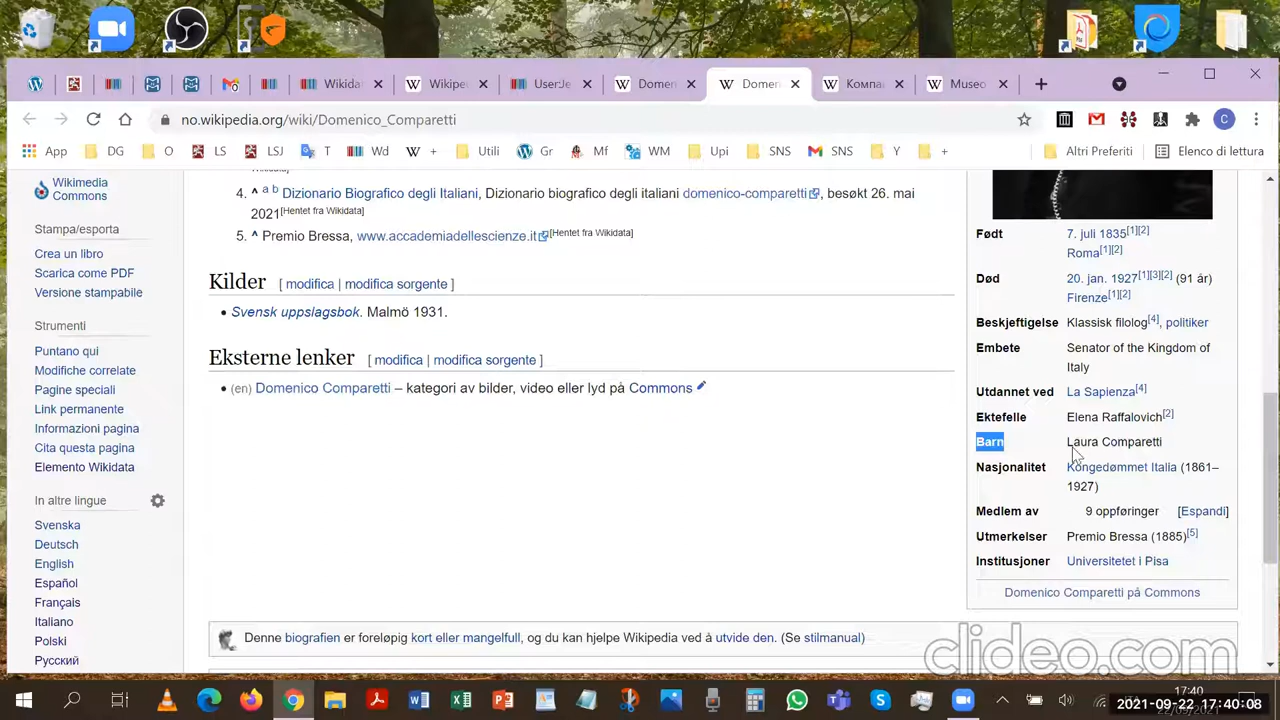 Wikida
Wikipe
UserJe
Domen
Domen
Компа
Museo
no.wikipedia.org/wiki/Domenico_Comparetti
C
App
DG
O
LS
LSJ
T
Wd
+
Utili
Gr
Mf
WM
Upi
SNS
SNS
Y
+
Altri Preferiti
Elenco di lettura
Wikimedia
Commons
Stampa/esporta
Crea un libro
Scarica come PDF
Versione stampabile
Strumenti
Puntano qui
Modifiche correlate
Pagine speciali
Link permanente
Informazioni pagina
Cita questa pagina
Elemento Wikidata
In altre lingue
Svenska
Deutsch
English
Español
Français
Italiano
Polski
Русский
4. ^ a b Dizionario Biografico degli Italiani, Dizionario biografico degli italiani domenico-comparetti, besøkt 26. mai
2021[Hentet fra Wikidata]
5. ^ Premio Bressa, www.accademiadellescienze.it[Hentet fra Wikidata]
Kilder [ modifica | modifica sorgente ]
• Svensk uppslagsbok. Malmö 1931.
Eksterne lenker [ modifica | modifica sorgente ]
• (en) Domenico Comparetti – kategori av bilder, video eller lyd på Commons
Denne biografien er foreløpig kort eller mangelfull, og du kan hjelpe Wikipedia ved å utvide den. (Se stilmanual)
Født 7. juli 1835[1][2]
Roma[1][2]
Død 20. jan. 1927[1][3][2] (91 år)
Firenze[1][2]
Beskjeftigelse Klassisk filolog[4], politiker
Embete Senator of the Kingdom of
Italy
Utdannet ved La Sapienza[4]
Ektefelle Elena Raffalovich[2]
Barn Laura Comparetti
Nasjonalitet Kongedømmet Italia (1861–
1927)
Medlem av 9 oppføringer [Espandi]
Utmerkelser Premio Bressa (1885)[5]
Institusjoner Universitetet i Pisa
Domenico Comparetti på Commons
clideo.com
17:40
2021-09-22 17:40:08